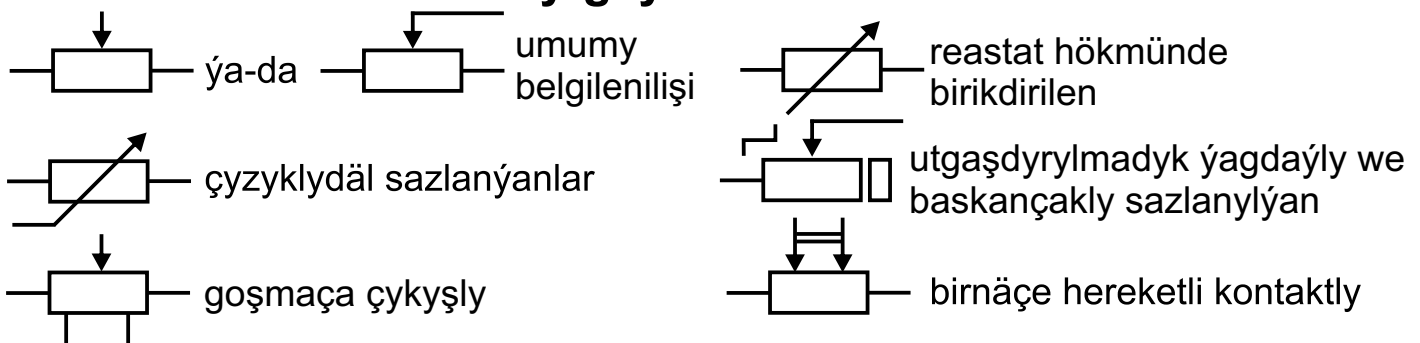 ýa-da
umumy
belgilenilişi
reastat hökmünde
birikdirilen
çyzyklydäl sazlanýanlar
utgaşdyrylmadyk ýagdaýly we
baskançakly sazlanylýan
goşmaça çykyşly
birnäçe hereketli kontaktly